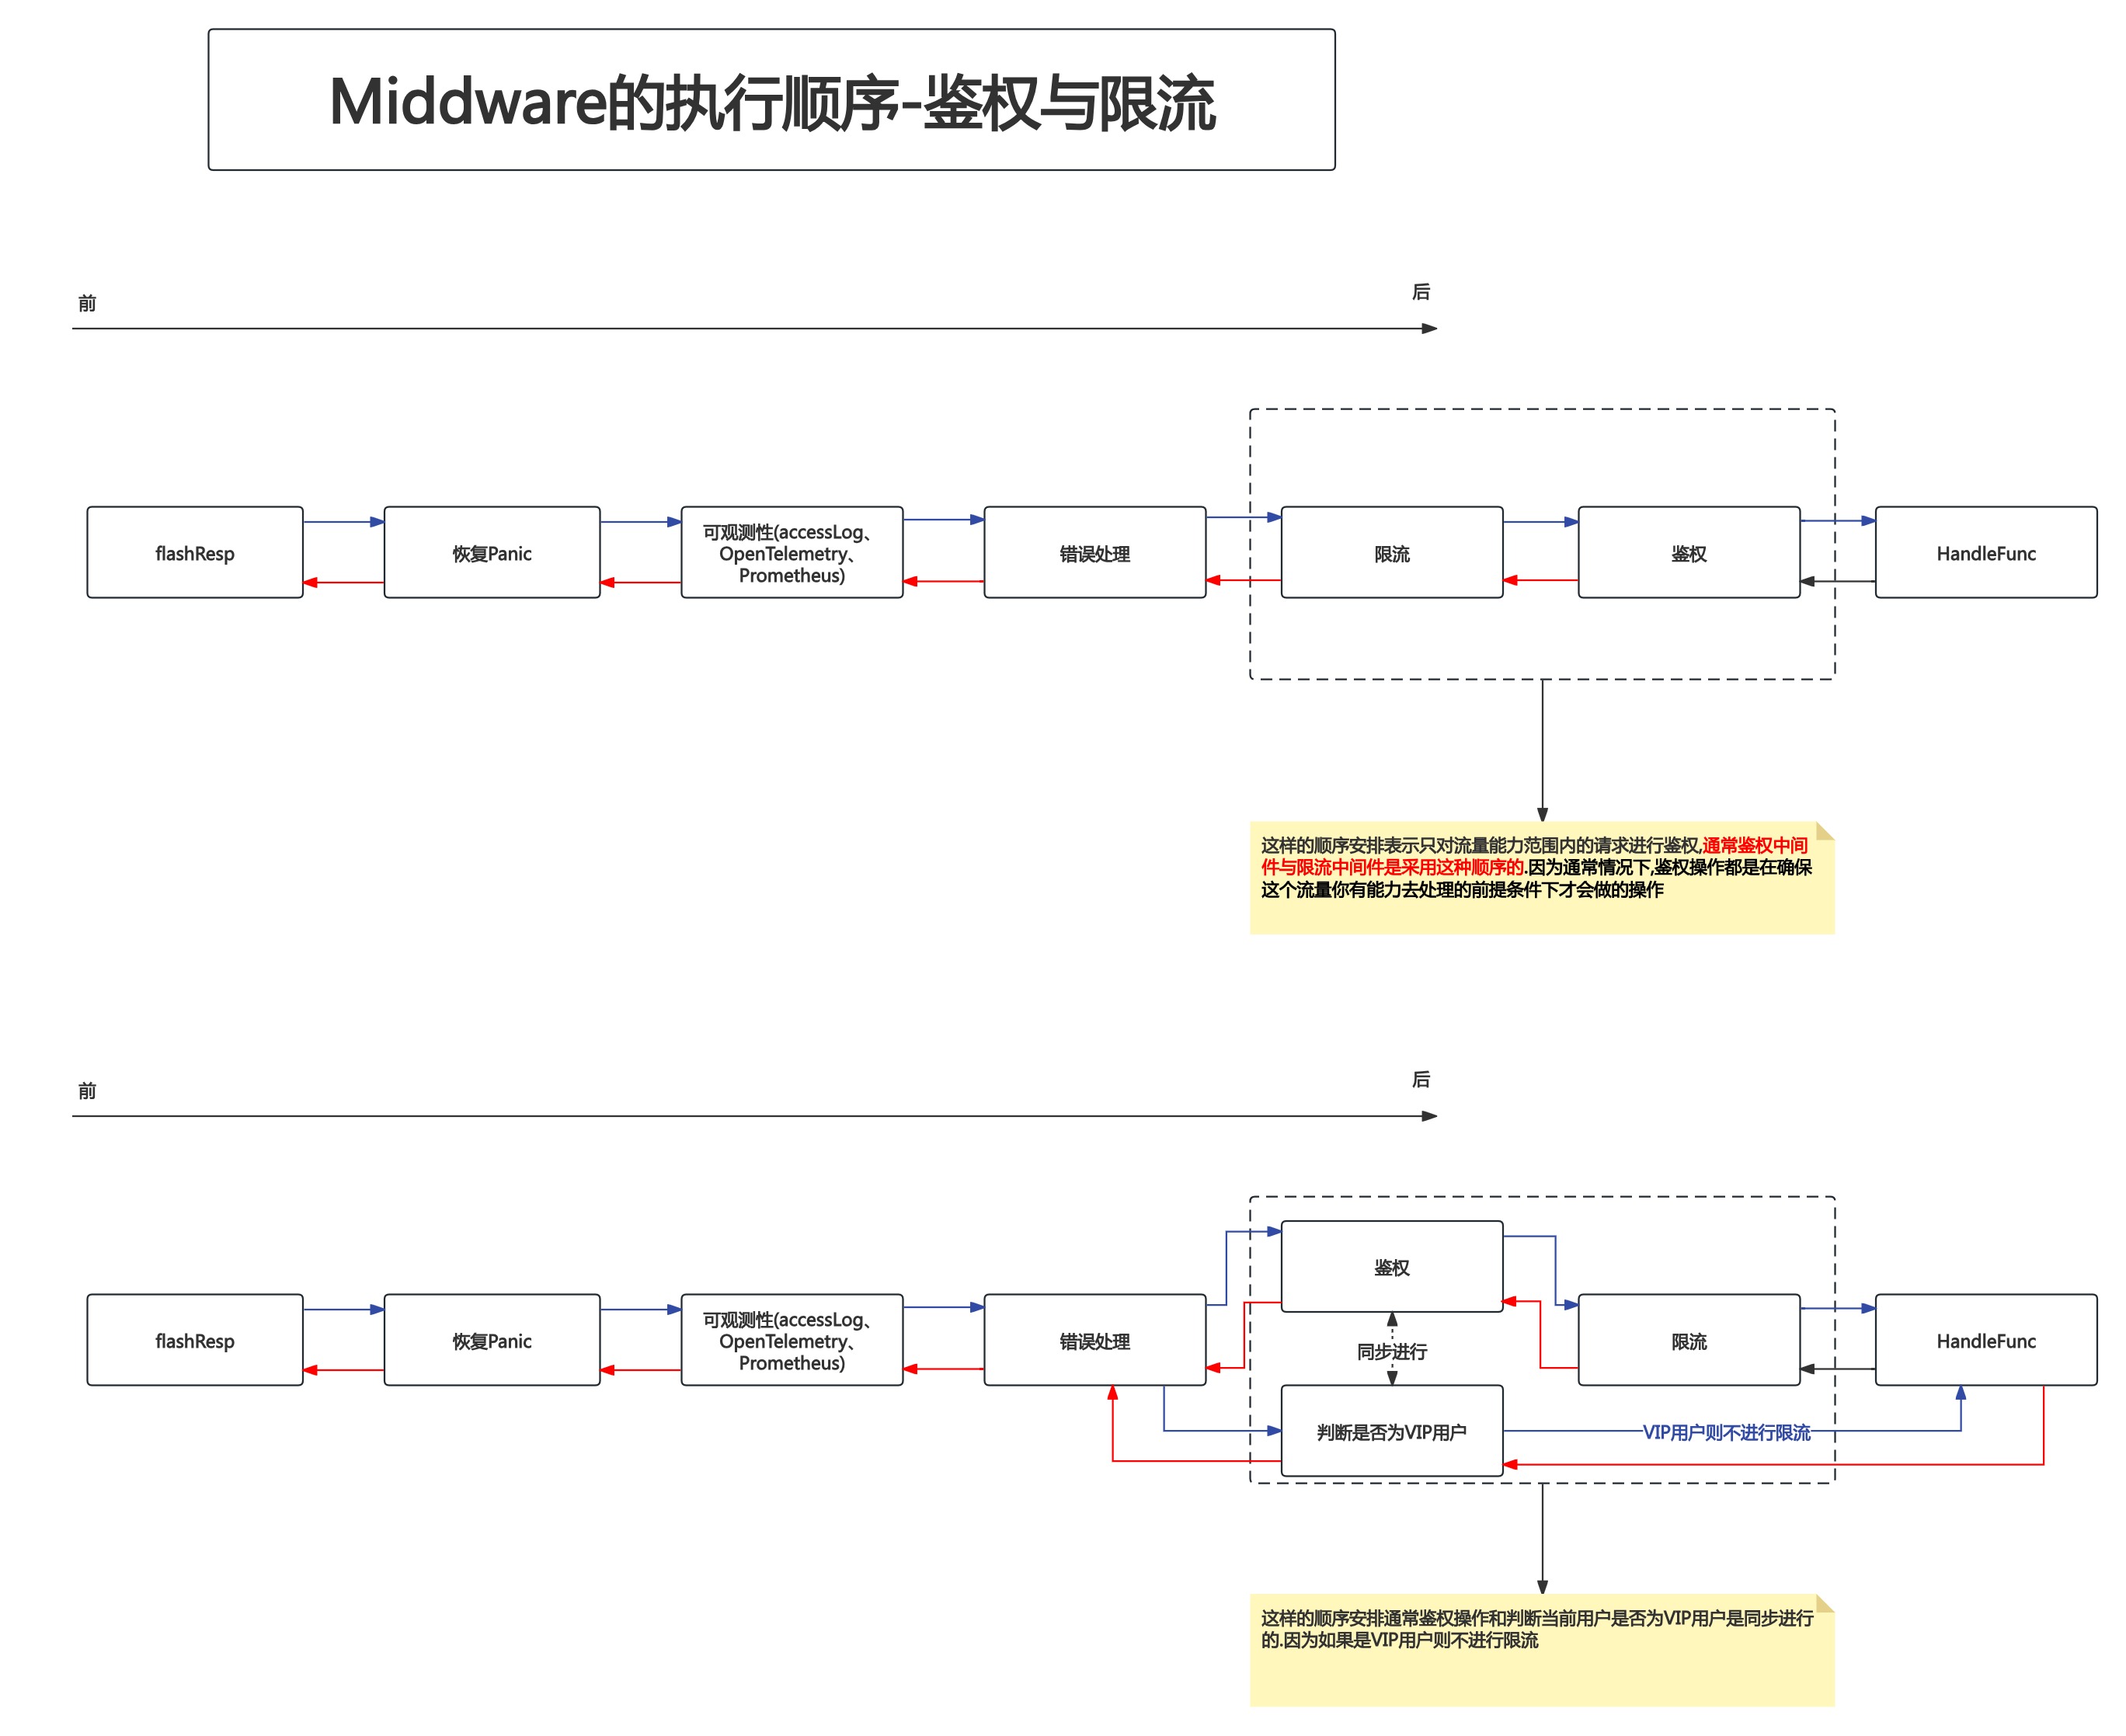 Middware的执行顺序-鉴权与限流
前
后
flashResp
恢复Panic
可观测性(accessLog、
OpenTelemetry、
Prometheus)
错误处理
限流
鉴权
HandleFunc
这样的顺序安排表示只对流量能力范围内的请求进行鉴权,通常鉴权中间
件与限流中间件是采用这种顺序的.因为通常情况下,鉴权操作都是在确保
这个流量你有能力去处理的前提条件下才会做的操作
前
后
flashResp
恢复Panic
可观测性(accessLog、
OpenTelemetry、
Prometheus)
错误处理
鉴权
同步进行
判断是否为VIP用户
限流
VIP用户则不进行限流
HandleFunc
这样的顺序安排通常鉴权操作和判断当前用户是否为VIP用户是同步进行
的.因为如果是VIP用户则不进行限流